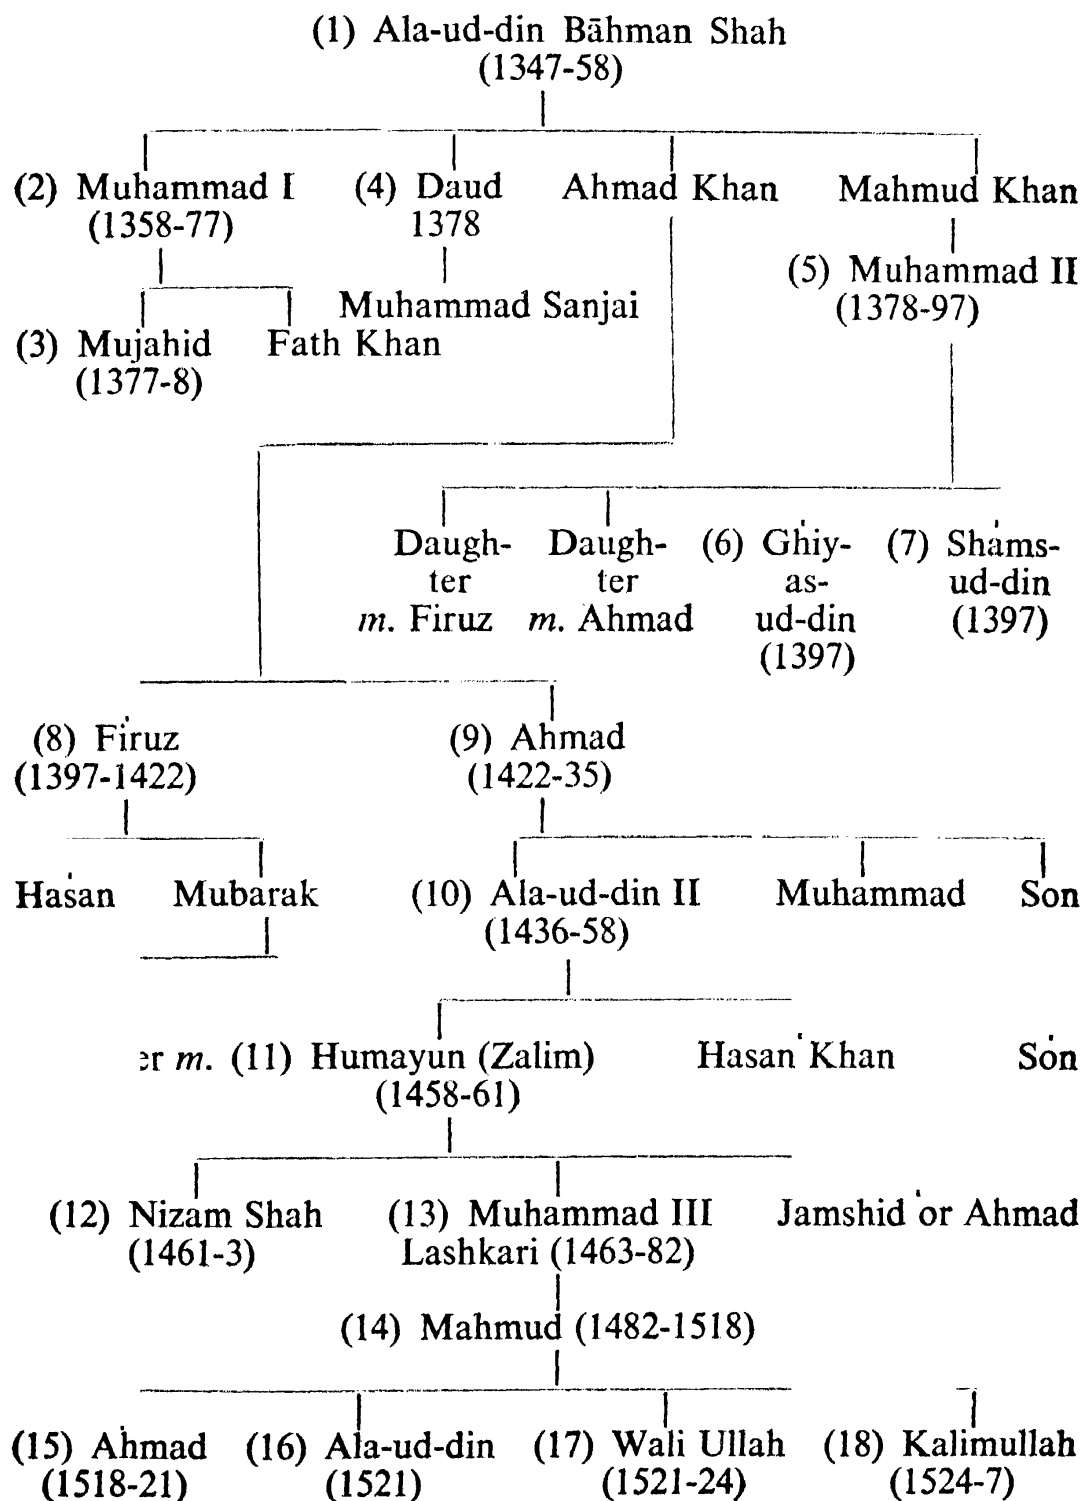 (1) Ala-ud-din Bāhman Shah
(1347-58)
(2) Muhammad I (4) Daud Ahmad Khan Mahmud Khan
(1358-77) 1378
(5) Muhammad II
(1378-97)
Muhammad Sanjai
(3) Mujahid Fath Khan
(1377-8)
Daugh- Daugh- (6) Ghiy- (7) Shams-
ter ter as- ud-din
m. Firuz m. Ahmad ud-din (1397)
(1397)
(8) Firuz (9) Ahmad
(1397-1422) (1422-35)
Hasan Mubarak (10) Ala-ud-din II Muhammad Son
(1436-58)
er m. (11) Humayun (Zalim) Hasan Khan Son
(1458-61)
(12) Nizam Shah (13) Muhammad III Jamshid or Ahmad
(1461-3) Lashkari (1463-82)
(14) Mahmud (1482-1518)
(15) Ahmad (16) Ala-ud-din (17) Wali Ullah (18) Kalimullah
(1518-21) (1521) (1521-24) (1524-7)